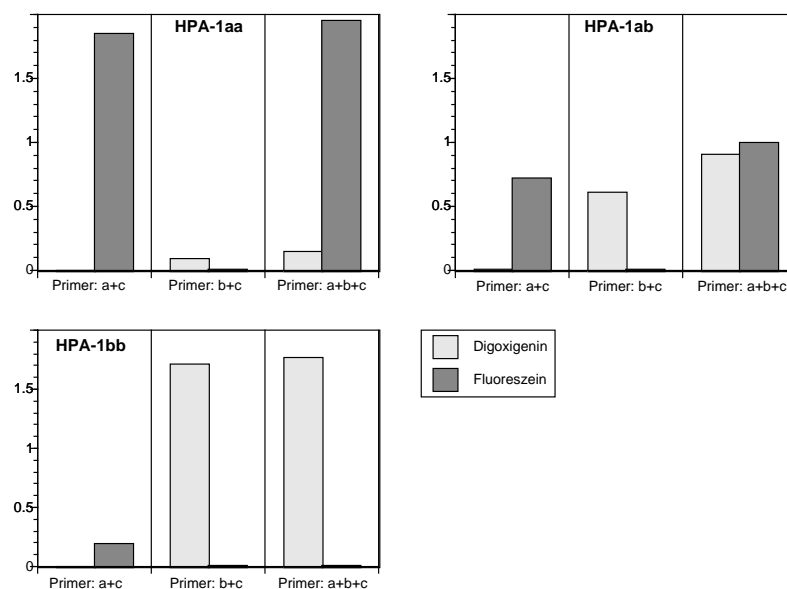 HPA-1aa
1.5
1
0.5
0
Primer: a+c Primer: b+c Primer: a+b+c
HPA-1ab
1.5
1
0.5
0
Primer: a+c Primer: b+c Primer: a+b+c
HPA-1bb
1.5
1
0.5
0
Primer: a+c Primer: b+c Primer: a+b+c
Digoxigenin
Fluoreszein